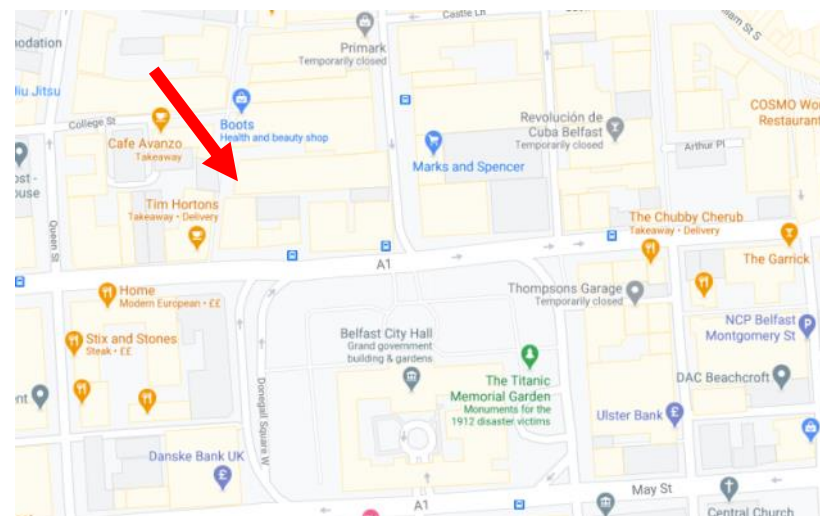 Castle Ln
Primark
Temporarily closed
College St
Boots
Health and beauty shop
Cafe Avanzo
Takeaway
Revolución de
Cuba Belfast
Temporarily closed
COSMO
Restaurant
Arthur Pl
Marks and Spencer
Tim Hortons
Takeaway • Delivery
Queen St
The Chubby Cherub
Takeaway • Delivery
The Garrick
A1
Home
Modern European • ££
Thompsons Garage
Temporarily closed
Stix and Stones
Steak • ££
Belfast City Hall
Grand government
building & gardens
NCP Belfast
Montgomery St
P
The Titanic
Memorial Garden
Monuments for the
1912 disaster victims
DAC Beachcroft
Donegall Square W
Ulster Bank
£
Danske Bank UK
£
May St
A1
Central Church